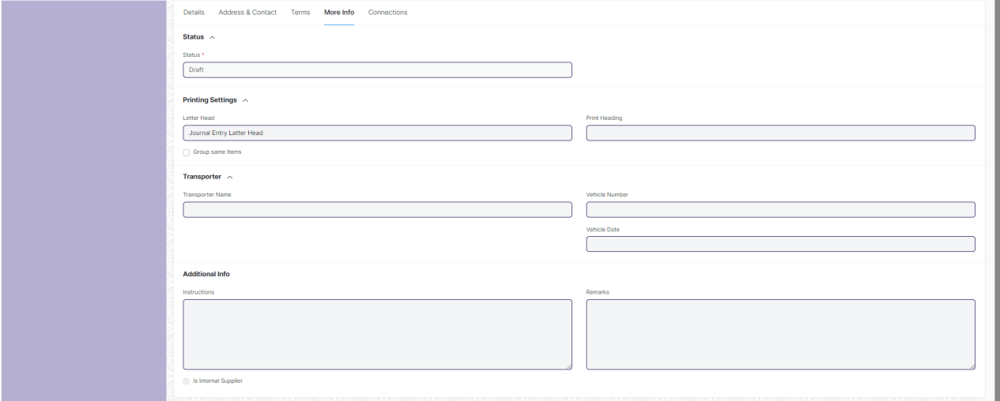 Details Address & Contact Terms More Info Connections
Status
Status *
Draft
Printing Settings
Letter Head Print Heading
Journal Entry Latter Head
Group same items
Transporter
Transporter Name Vehicle Number
Vehicle Date
Additional Info
Instructions Remarks
Is Internal Supplier